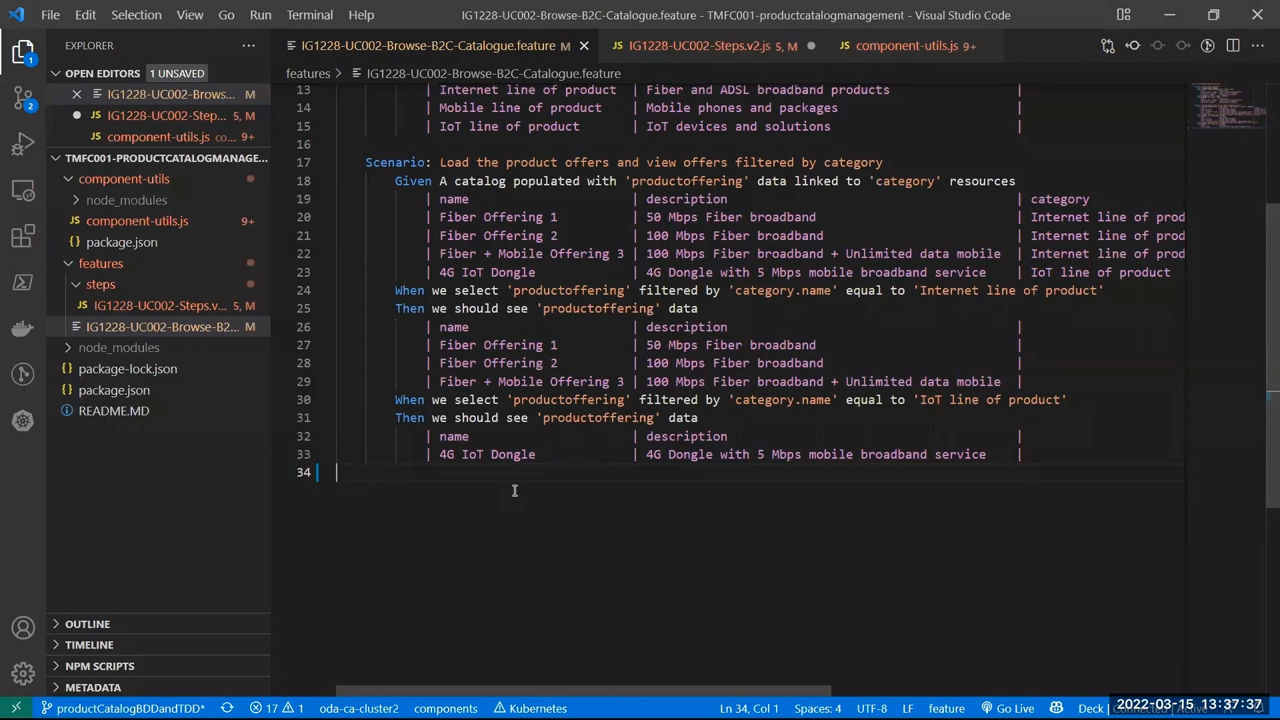 File Edit Selection View Go Run Terminal Help IG1228-UC002-Browse-B2C-Catalogue.feature - TMFC001-productcatalogmanagement - Visual Studio Code
EXPLORER
IG1228-UC002-Browse-B2C-Catalogue.feature M
IG1228-UC002-Steps.v2.js 5, M
component-utils.js 9+
OPEN EDITORS 1 UNSAVED
IG1228-UC002-Brows... M
IG1228-UC002-Step... 5, M
component-utils.js 9+
TMFC001-PRODUCTCATALOGMANAGE...
component-utils
node_modules
component-utils.js 9+
package.json
features
steps
IG1228-UC002-Steps.v... 5, M
IG1228-UC002-Browse-B2... M
node_modules
package-lock.json
package.json
README.MD
OUTLINE
TIMELINE
NPM SCRIPTS
METADATA
1
2
features > IG1228-UC002-Browse-B2C-Catalogue.feature
13 | Internet line of product | Fiber and ADSL broadband products |
14 | Mobile line of product | Mobile phones and packages |
15 | IoT line of product | IoT devices and solutions |
16
17 Scenario: Load the product offers and view offers filtered by category
18 Given A catalog populated with 'productoffering' data linked to 'category' resources
19 | name | description | category
20 | Fiber Offering 1 | 50 Mbps Fiber broadband | Internet line of prod
21 | Fiber Offering 2 | 100 Mbps Fiber broadband | Internet line of prod
22 | Fiber + Mobile Offering 3 | 100 Mbps Fiber broadband + Unlimited data mobile | Internet line of prod
23 | 4G IoT Dongle | 4G Dongle with 5 Mbps mobile broadband service | IoT line of product
24 When we select 'productoffering' filtered by 'category.name' equal to 'Internet line of product'
25 Then we should see 'productoffering' data
26 | name | description |
27 | Fiber Offering 1 | 50 Mbps Fiber broadband |
28 | Fiber Offering 2 | 100 Mbps Fiber broadband |
29 | Fiber + Mobile Offering 3 | 100 Mbps Fiber broadband + Unlimited data mobile |
30 When we select 'productoffering' filtered by 'category.name' equal to 'IoT line of product'
31 Then we should see 'productoffering' data
32 | name | description |
33 | 4G IoT Dongle | 4G Dongle with 5 Mbps mobile broadband service |
34
productCatalogBDDandTDD* 17 1 oda-ca-cluster2 components Kubernetes Ln 34, Col 1 Spaces: 4 UTF-8 LF feature Go Live Deck
2022-03-15 13:37:37